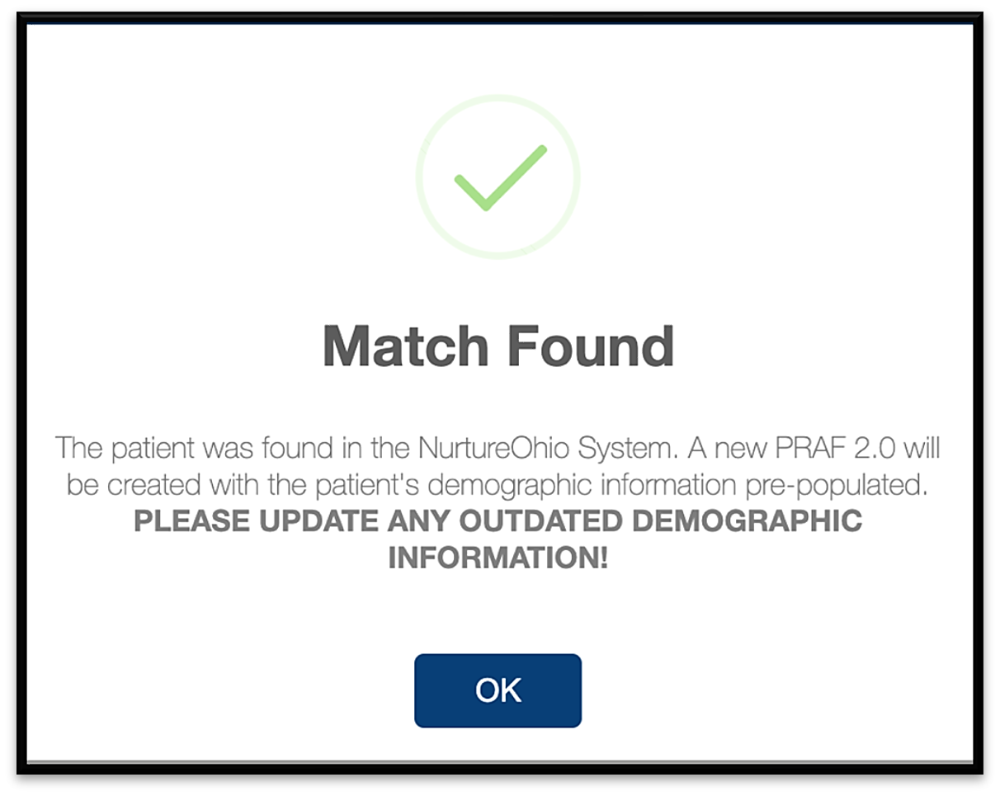 Match Found
The patient was found in the NurtureOhio System. A new PRAF 2.0 will
be created with the patient's demographic information pre-populated.
PLEASE UPDATE ANY OUTDATED DEMOGRAPHIC
INFORMATION!
OK